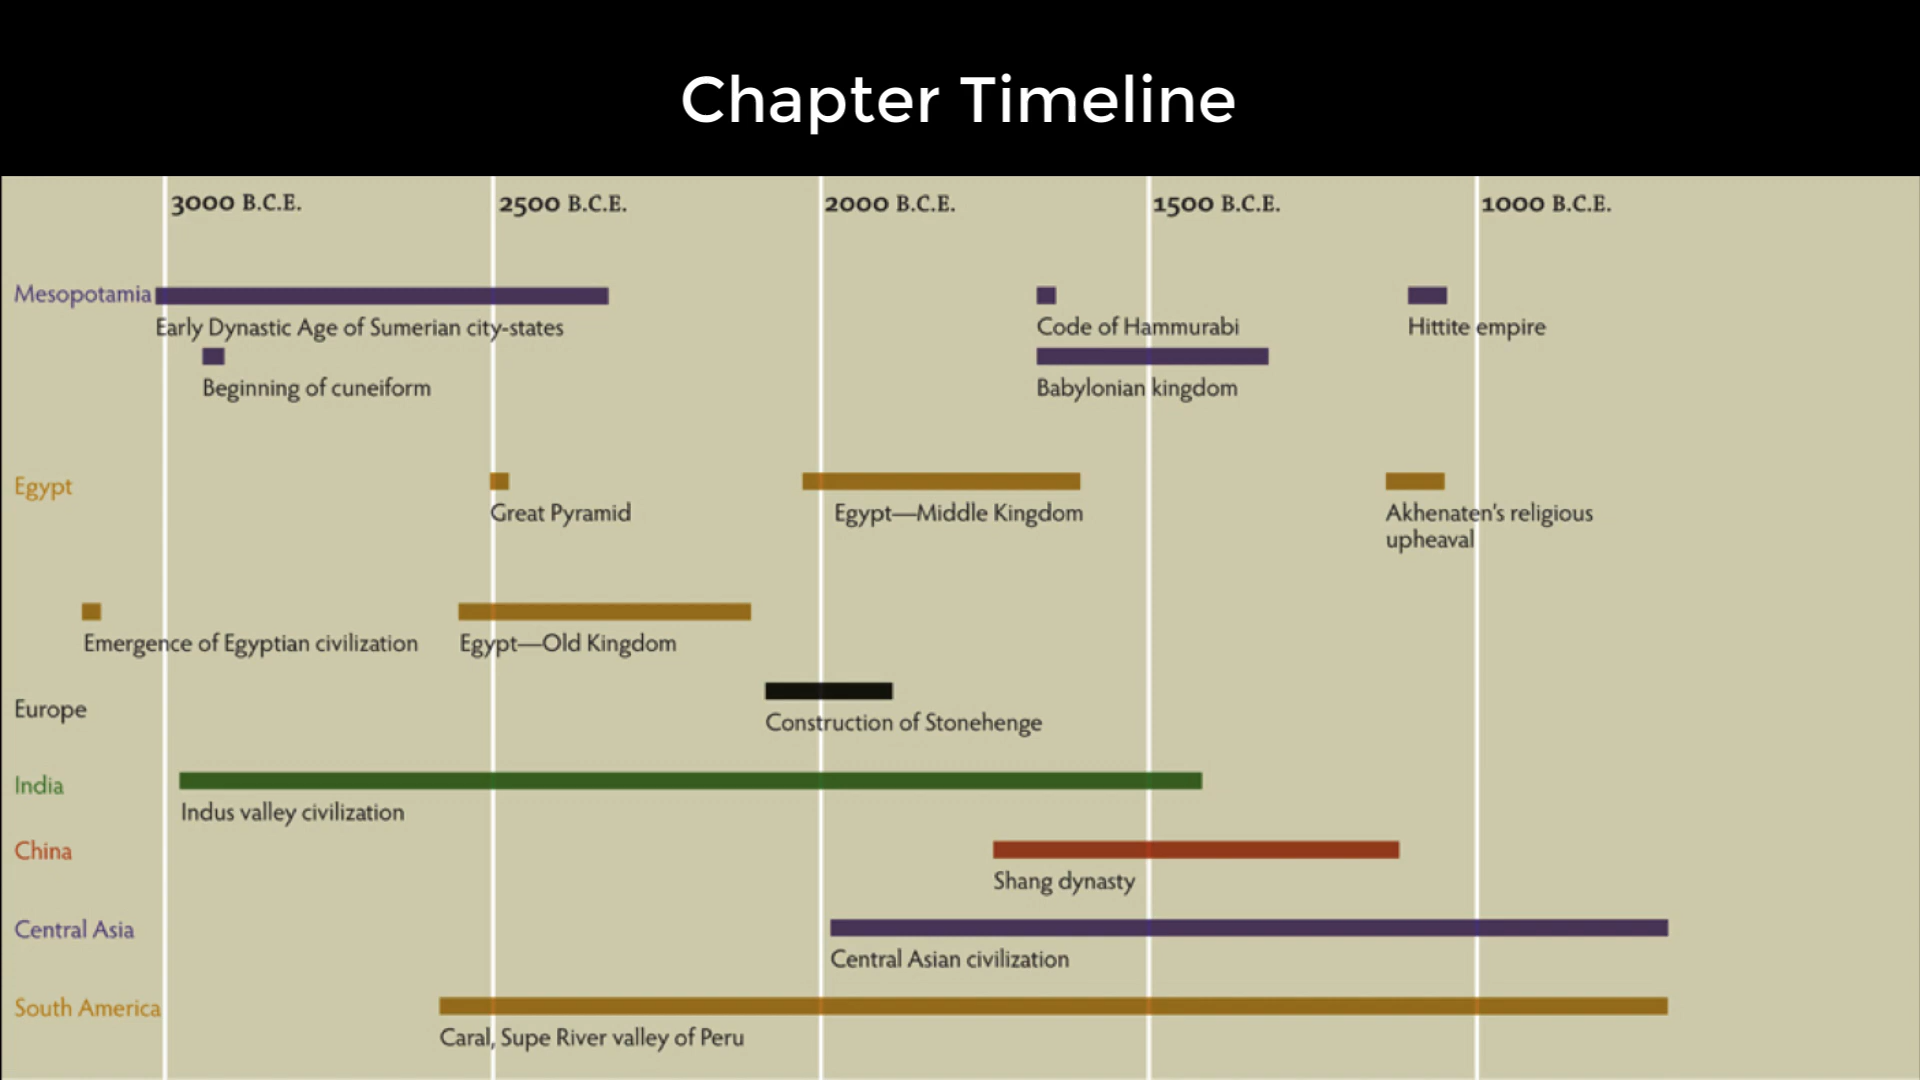 Chapter Timeline
3000 B.C.E.
2500 B.C.E.
2000 B.C.E.
1500 B.C.E.
1000 B.C.E.
Mesopotamia
Early Dynastic Age of Sumerian city-states
Code of Hammurabi
Hittite empire
Beginning of cuneiform
Babylonian kingdom
Egypt
Great Pyramid
Egypt—Middle Kingdom
Akhenaten's religious
upheaval
Emergence of Egyptian civilization
Egypt—Old Kingdom
Europe
Construction of Stonehenge
India
Indus valley civilization
China
Shang dynasty
Central Asia
Central Asian civilization
South America
Caral, Supe River valley of Peru